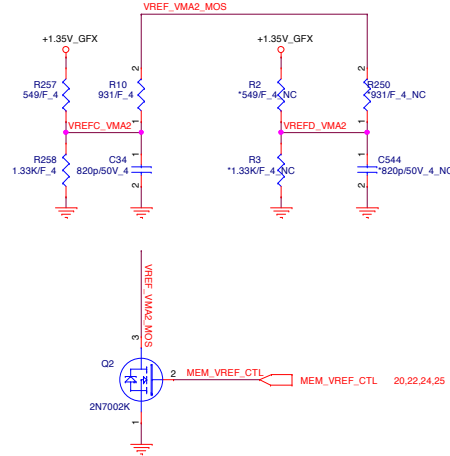 VREF_VMA2_MOS
+1.35V_GFX
+1.35V_GFX
2
2
R257
549/F_4
R10
931/F_4
R2
*549/F_4_NC
R250
*931/F_4_NC
1
1
VREFC_VMA2
VREFD_VMA2
R258
1.33K/F_4
1
C34
820p/50V_4
2
R3
*1.33K/F_4_NC
1
C544
*820p/50V_4_NC
2
VREF_VMA2_MOS
3
Q2
2
MEM_VREF_CTL
MEM_VREF_CTL 20,22,24,25
2N7002K
1